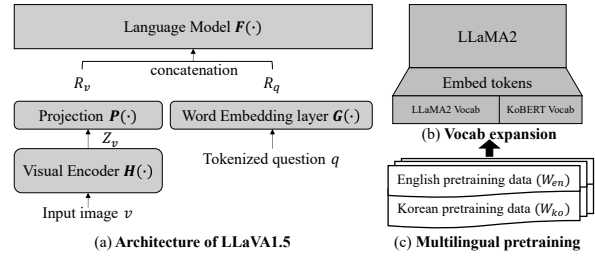 Language Model F(·)
concatenation
R_v
R_q
Projection P(·)
Word Embedding layer G(·)
Z_v
Tokenized question q
Visual Encoder H(·)
Input image v
(a) Architecture of LLaVA1.5
LLaMA2
Embed tokens
LLaMA2 Vocab
KoBERT Vocab
(b) Vocab expansion
English pretraining data (W_en)
Korean pretraining data (W_ko)
(c) Multilingual pretraining